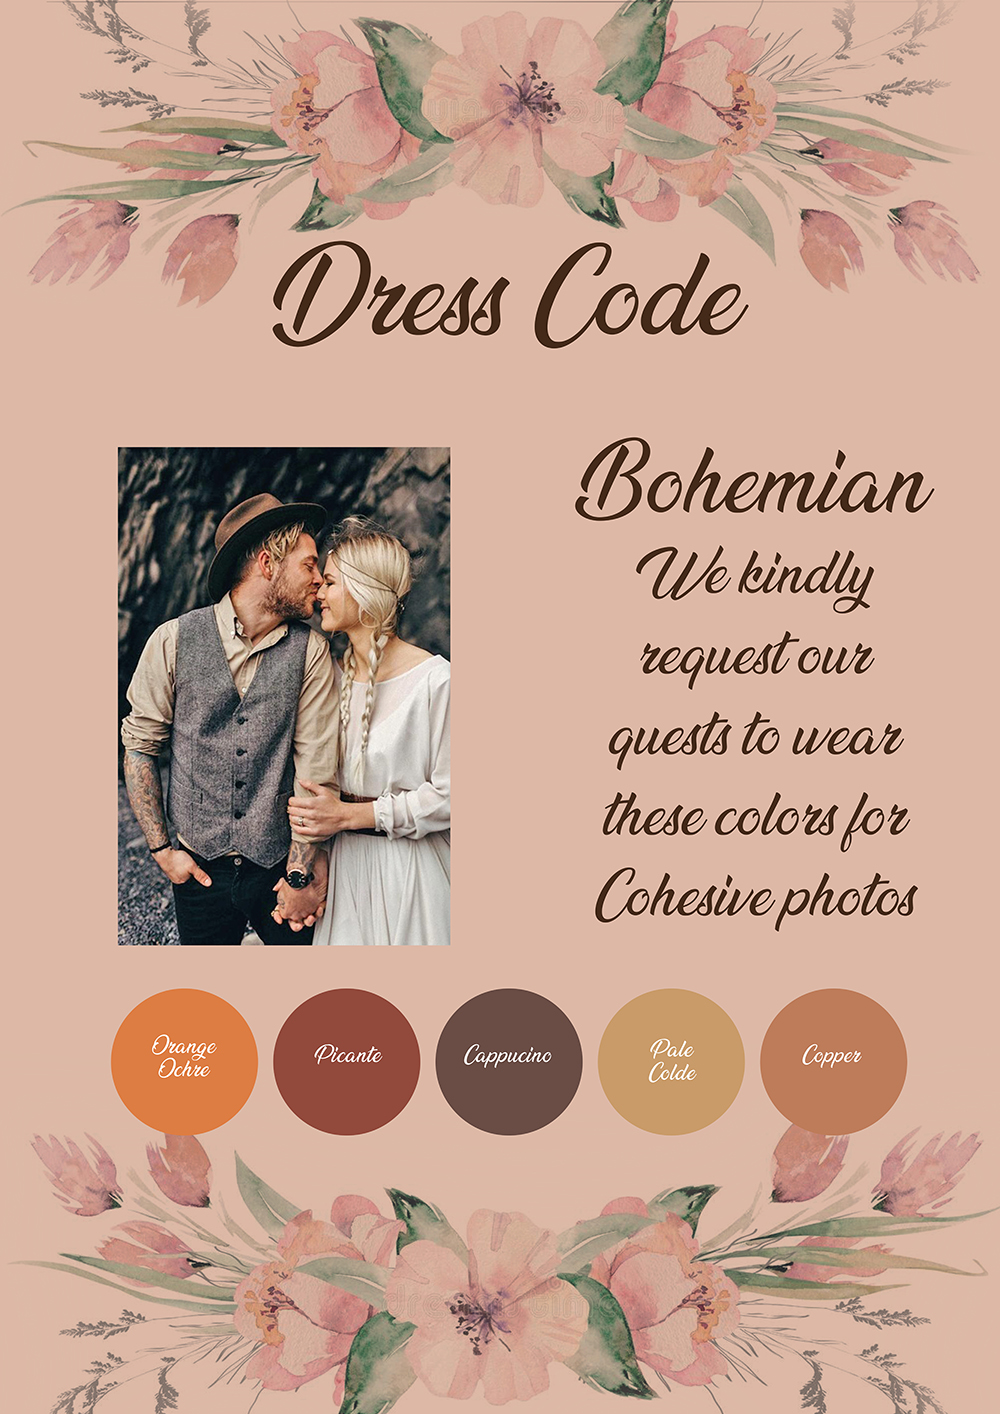 Dress Code
Bohemian
We kindly
request our
quests to wear
these colors for
Cohesive photos
Orange
Ochre
Picante
Cappucino
Pale
Colde
Copper